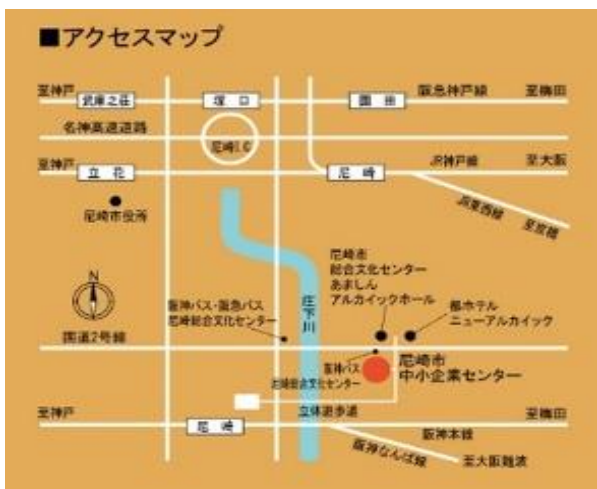 ■アクセスマップ
至神戸
武庫之荘
塚口
園田
阪急神戸線
至梅田
名神高速道路
尼崎I.C
至神戸
立花
尼崎
JR神戸線
至大阪
JR東西線
至京橋
尼崎市役所
N
国道2号線
阪神バス・阪急バス
尼崎総合文化センター
庄下川
尼崎市
総合文化センター
あましん
アルカイックホール
都ホテル
ニューアルカイック
阪神バス
尼崎総合文化センター
尼崎市
中小企業センター
立体遊歩道
至神戸
尼崎
阪神本線
至梅田
阪神なんば線
至大阪難波